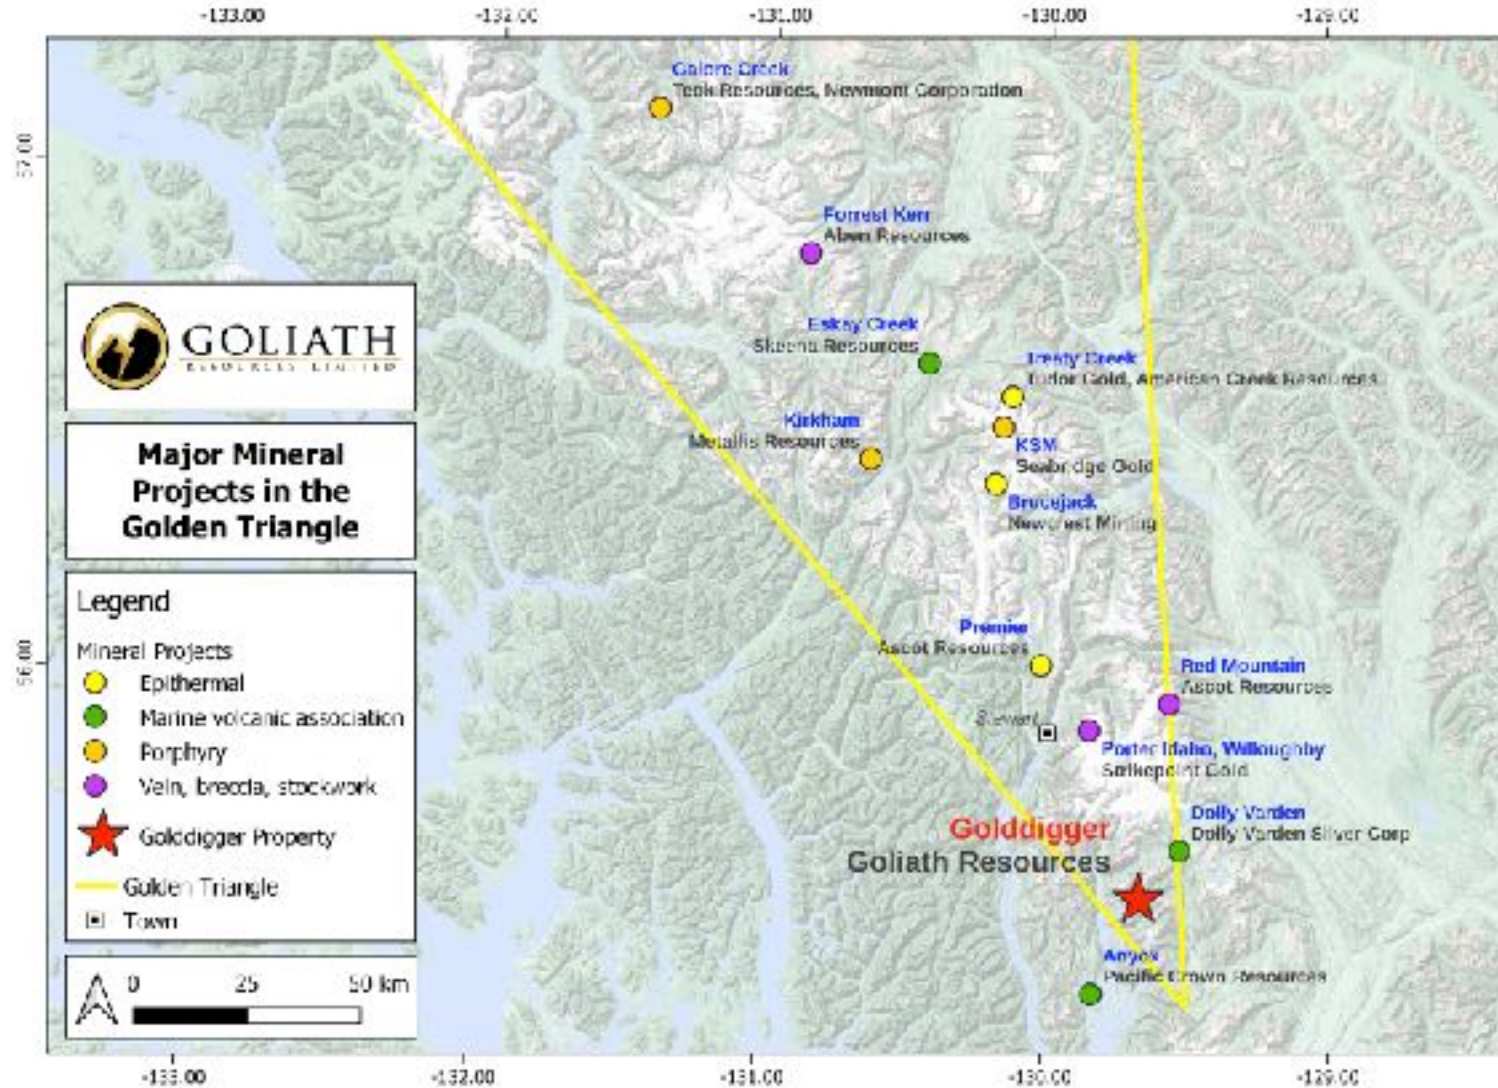 -133.00 -132.00 -131.00 -130.00 -129.00
57.00
56.00
Galore Creek
Teck Resources, Newmont Corporation
Forrest Kerr
Aben Resources
Eskay Creek
Skeena Resources
Treaty Creek
Tudor Gold, American Creek Resources
Kirkham
Metallis Resources
KSM
Seabridge Gold
Brucejack
Newcrest Mining
Premier
Ascot Resources
Red Mountain
Ascot Resources
Stewart
Porter Idaho, Willoughby
Strikepoint Gold
Dolly Varden
Dolly Varden Silver Corp
Golddigger
Goliath Resources
Anyox
Pacific Crown Resources
GOLIATH
RESOURCES LIMITED
Major Mineral
Projects in the
Golden Triangle
Legend
Mineral Projects
Epithermal
Marine volcanic association
Porphyry
Vein, breccia, stockwork
Golddigger Property
Golden Triangle
Town
0 25 50 km
-133.00 -132.00 -131.00 -130.00 -129.00